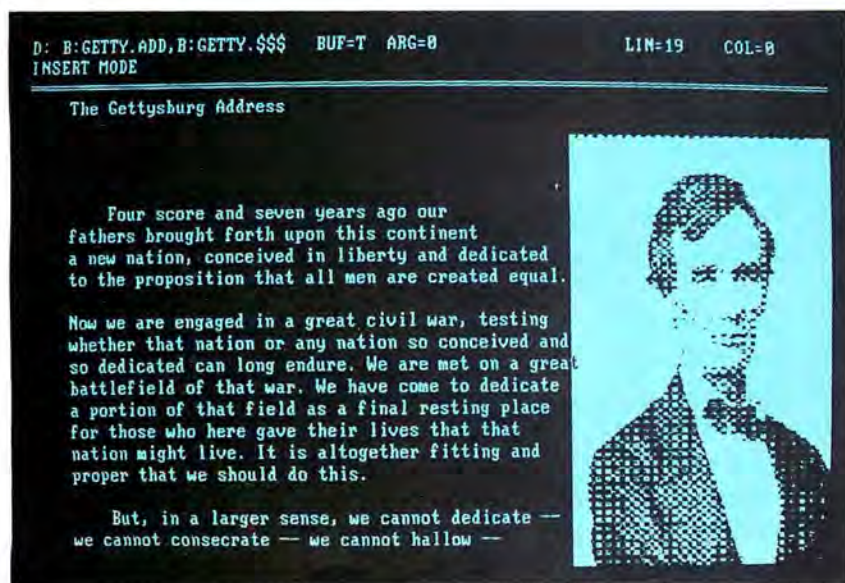 D: B:GETTY.ADD,B:GETTY.$$$ BUF=T ARG=0 LIN=19 COL=0
INSERT MODE
The Gettysburg Address
Four score and seven years ago our
fathers brought forth upon this continent
a new nation, conceived in liberty and dedicated
to the proposition that all men are created equal.
Now we are engaged in a great civil war, testing
whether that nation or any nation so conceived and
so dedicated can long endure. We are met on a great
battlefield of that war. We have come to dedicate
a portion of that field as a final resting place
for those who here gave their lives that that
nation might live. It is altogether fitting and
proper that we should do this.
But, in a larger sense, we cannot dedicate —
we cannot consecrate — we cannot hallow —